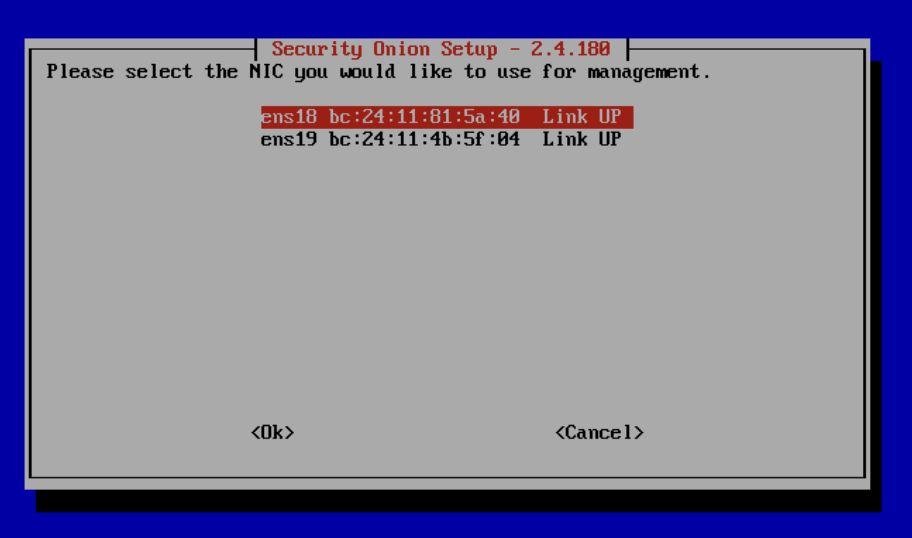 Security Onion Setup - 2.4.180
Please select the NIC you would like to use for management.
ens18 bc:24:11:81:5a:40 Link UP
ens19 bc:24:11:4b:5f:04 Link UP
<Ok> <Cancel>